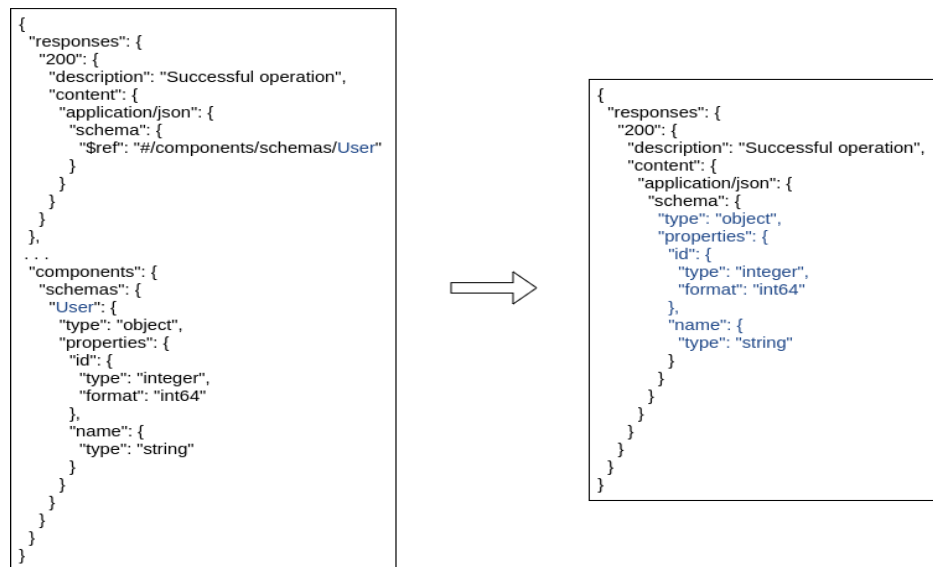 {
  "responses": {
    "200": {
      "description": "Successful operation",
      "content": {
        "application/json": {
          "schema": {
            "$ref": "#/components/schemas/User"
          }
        }
      }
    }
  },
. . .
  "components": {
    "schemas": {
      "User": {
        "type": "object",
        "properties": {
          "id": {
            "type": "integer",
            "format": "int64"
          },
          "name": {
            "type": "string"
          }
        }
      }
    }
  }
}
{
  "responses": {
    "200": {
      "description": "Successful operation",
      "content": {
        "application/json": {
          "schema": {
            "type": "object",
            "properties": {
              "id": {
                "type": "integer",
                "format": "int64"
              },
              "name": {
                "type": "string"
              }
            }
          }
        }
      }
    }
  }
}